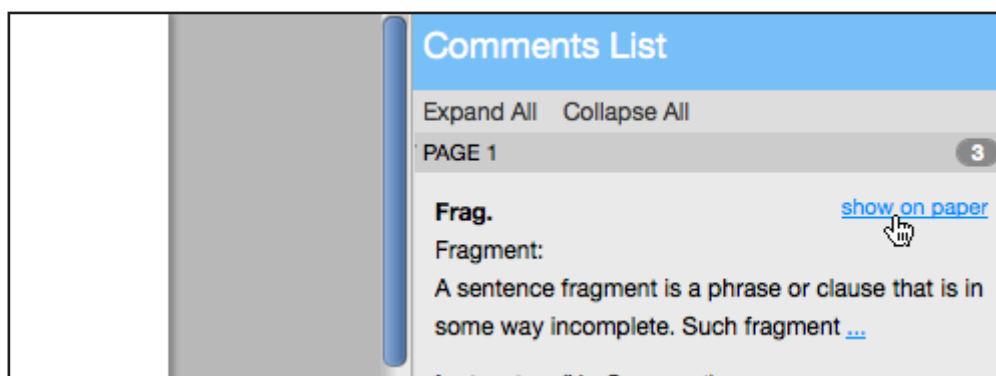 Comments List
Expand All Collapse All
PAGE 1 3
Frag. show on paper
Fragment:
A sentence fragment is a phrase or clause that is in
some way incomplete. Such fragment ...